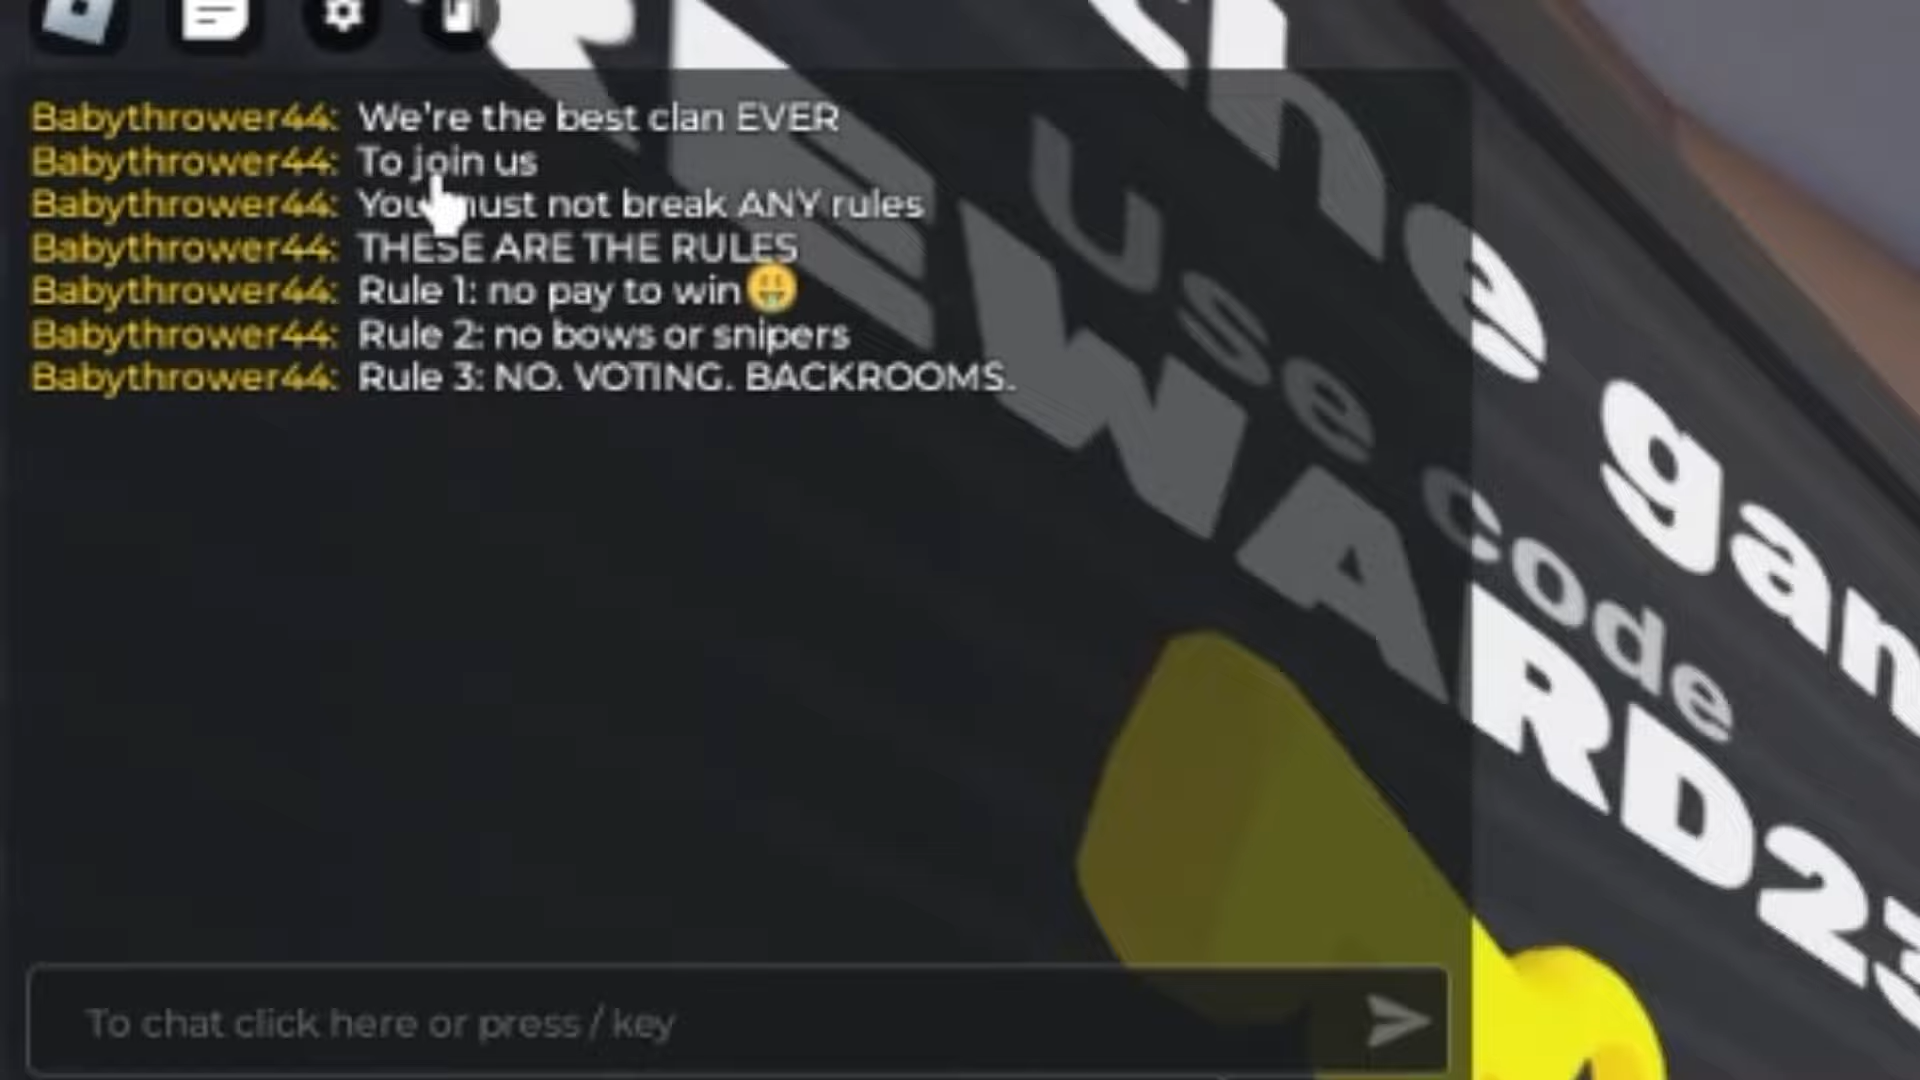 Babythrower44: We're the best clan EVER
Babythrower44: To join us
Babythrower44: You must not break ANY rules
Babythrower44: THESE ARE THE RULES
Babythrower44: Rule 1: no pay to win🤑
Babythrower44: Rule 2: no bows or snipers
Babythrower44: Rule 3: NO. VOTING. BACKROOMS.
To chat click here or press / key
use code